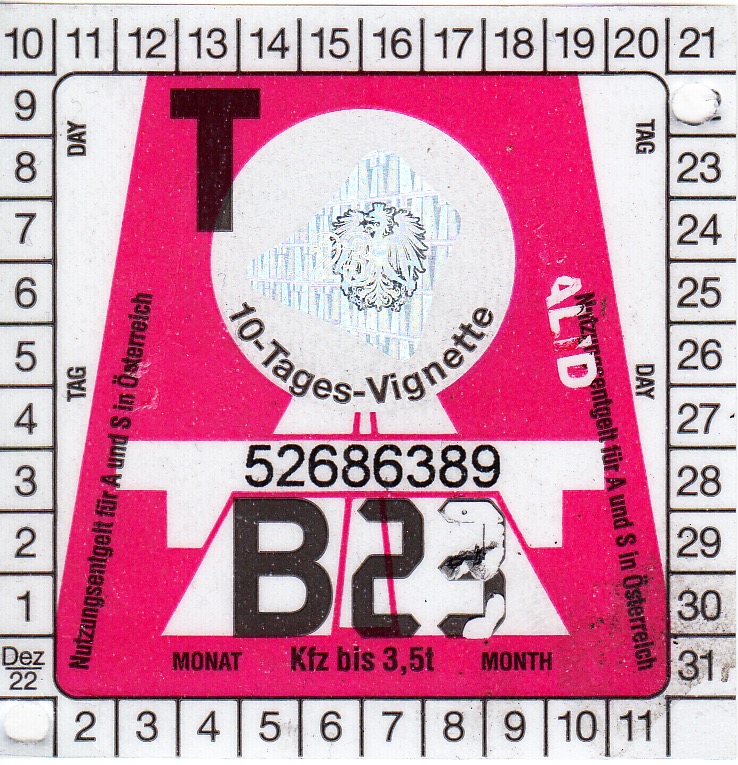 10 11 12 13 14 15 16 17 18 19 20 21
9
8
7
6
5
4
3
2
1
Dez
22
23
24
25
26
27
28
29
30
31
2 3 4 5 6 7 8 9 10 11
DAY
TAG
TAG
DAY
T
10-Tages-Vignette
Nutzungsentgelt für A und S in Österreich
Nutzungsentgelt für A und S in Österreich
52686389
B23
MONAT Kfz bis 3,5t MONTH